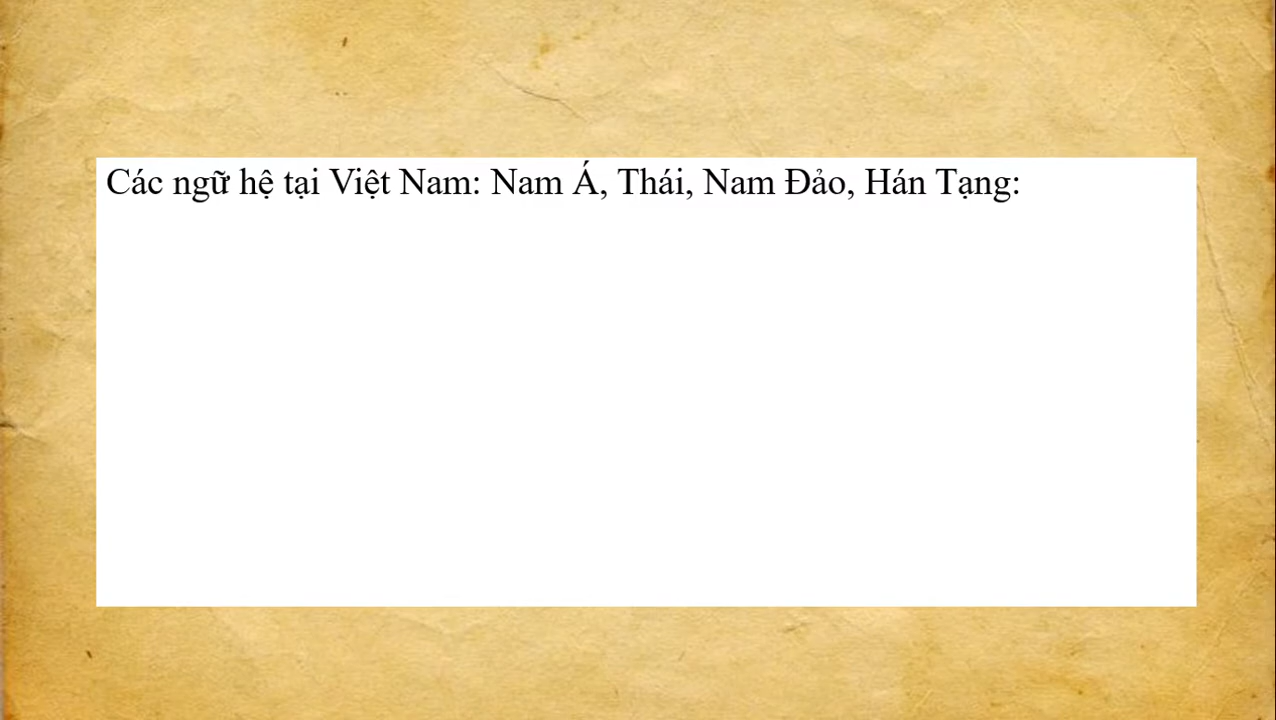 Các ngữ hệ tại Việt Nam: Nam Á, Thái, Nam Đảo, Hán Tạng: